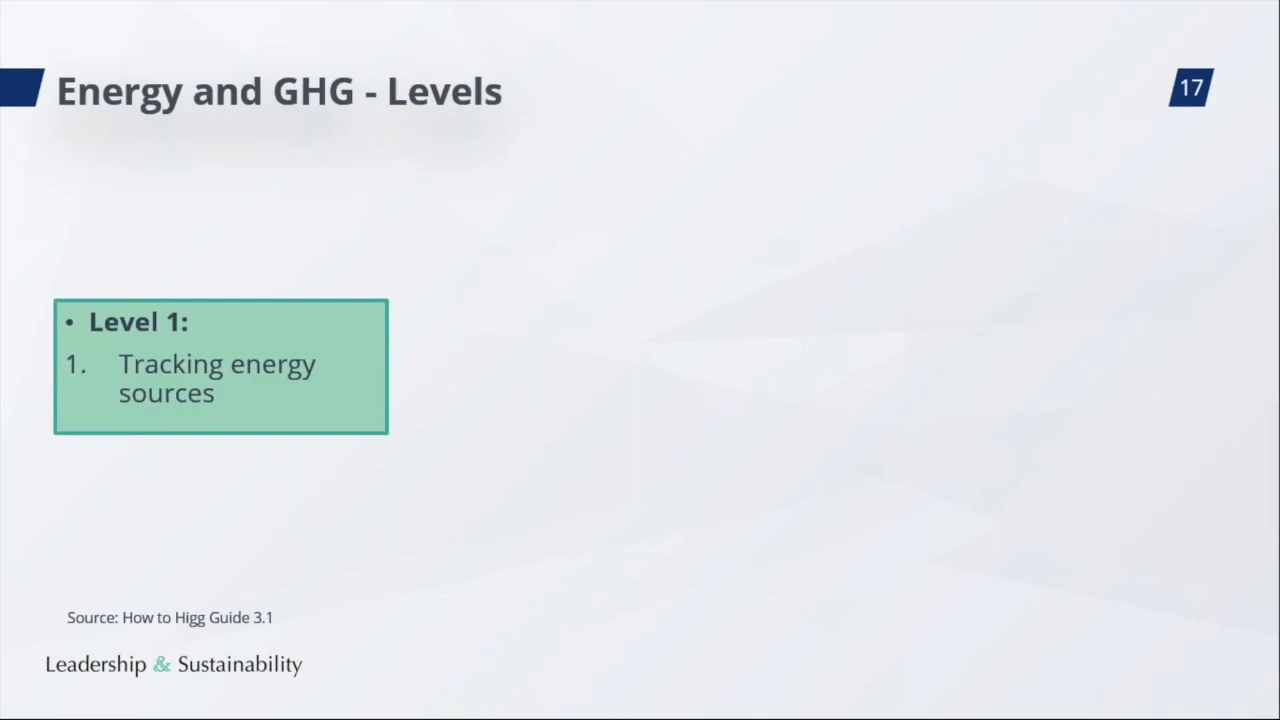 Energy and GHG - Levels
17
• Level 1:
1. Tracking energy
sources
Source: How to Higg Guide 3.1
Leadership & Sustainability